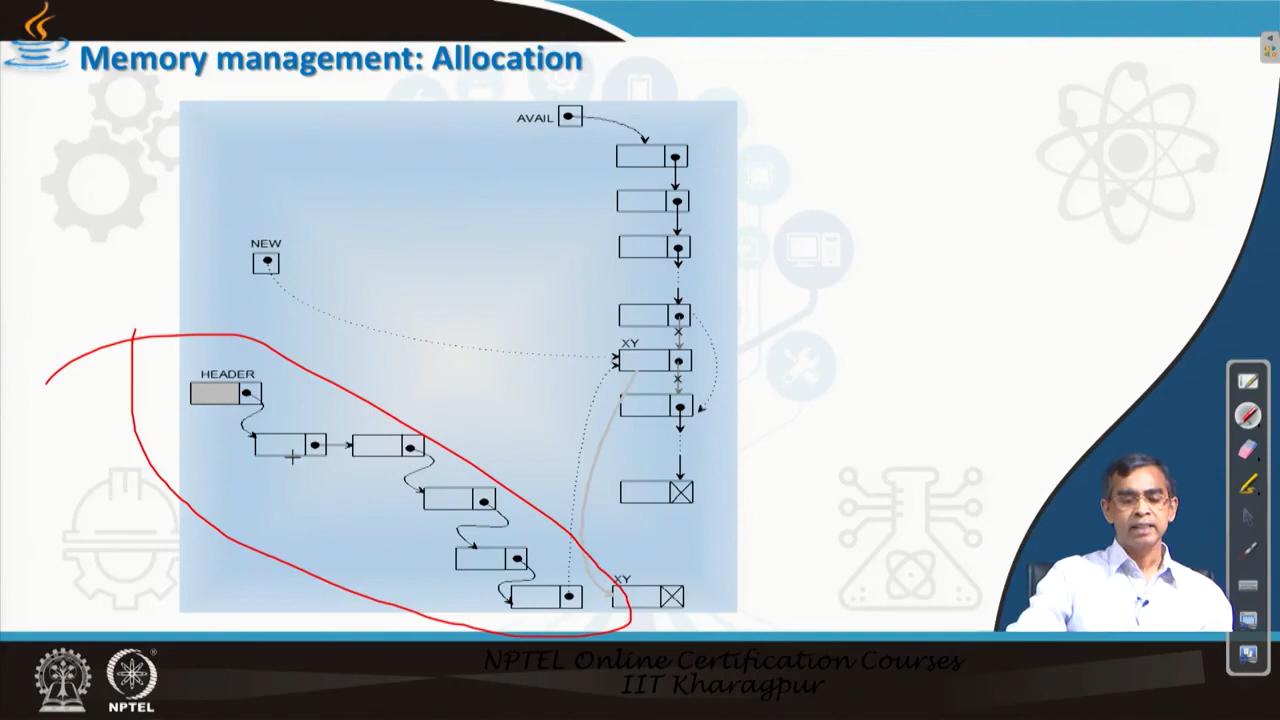 Memory management: Allocation
AVAIL
NEW
XY
HEADER
XY
NPTEL Online Certification Courses
IIT Kharagpur
NPTEL